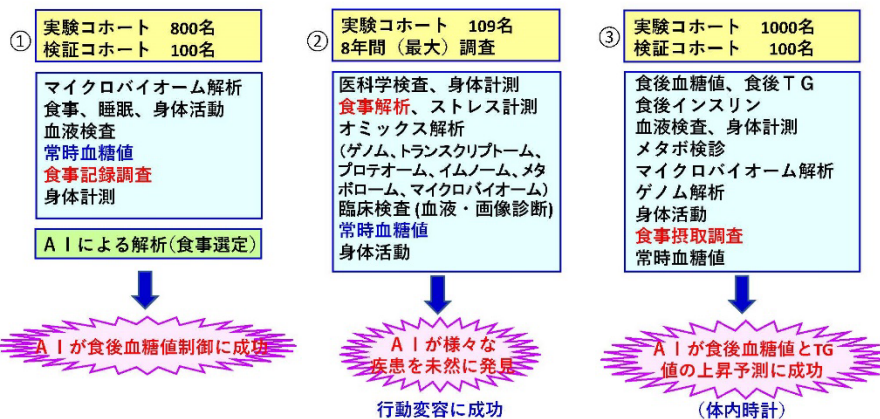 ①
実験コホート 800名
検証コホート 100名
マイクロバイオーム解析
食事、睡眠、身体活動
血液検査
常時血糖値
食事記録調査
身体計測
AIによる解析(食事選定)
AIが食後血糖値制御に成功
②
実験コホート 109名
8年間(最大)調査
医科学検査、身体計測
食事解析、ストレス計測
オミックス解析
(ゲノム、トランスクリプトーム、
プロテオーム、イムノーム、メタ
ボローム、マイクロバイオーム)
臨床検査(血液・画像診断)
常時血糖値
身体活動
AIが様々な
疾患を未然に発見
行動変容に成功
③
実験コホート 1000名
検証コホート 100名
食後血糖値、食後TG
食後インスリン
血液検査、身体計測
メタボ検診
マイクロバイオーム解析
ゲノム解析
身体活動
食事摂取調査
常時血糖値
AIが食後血糖値とTG
値の上昇予測に成功
(体内時計)